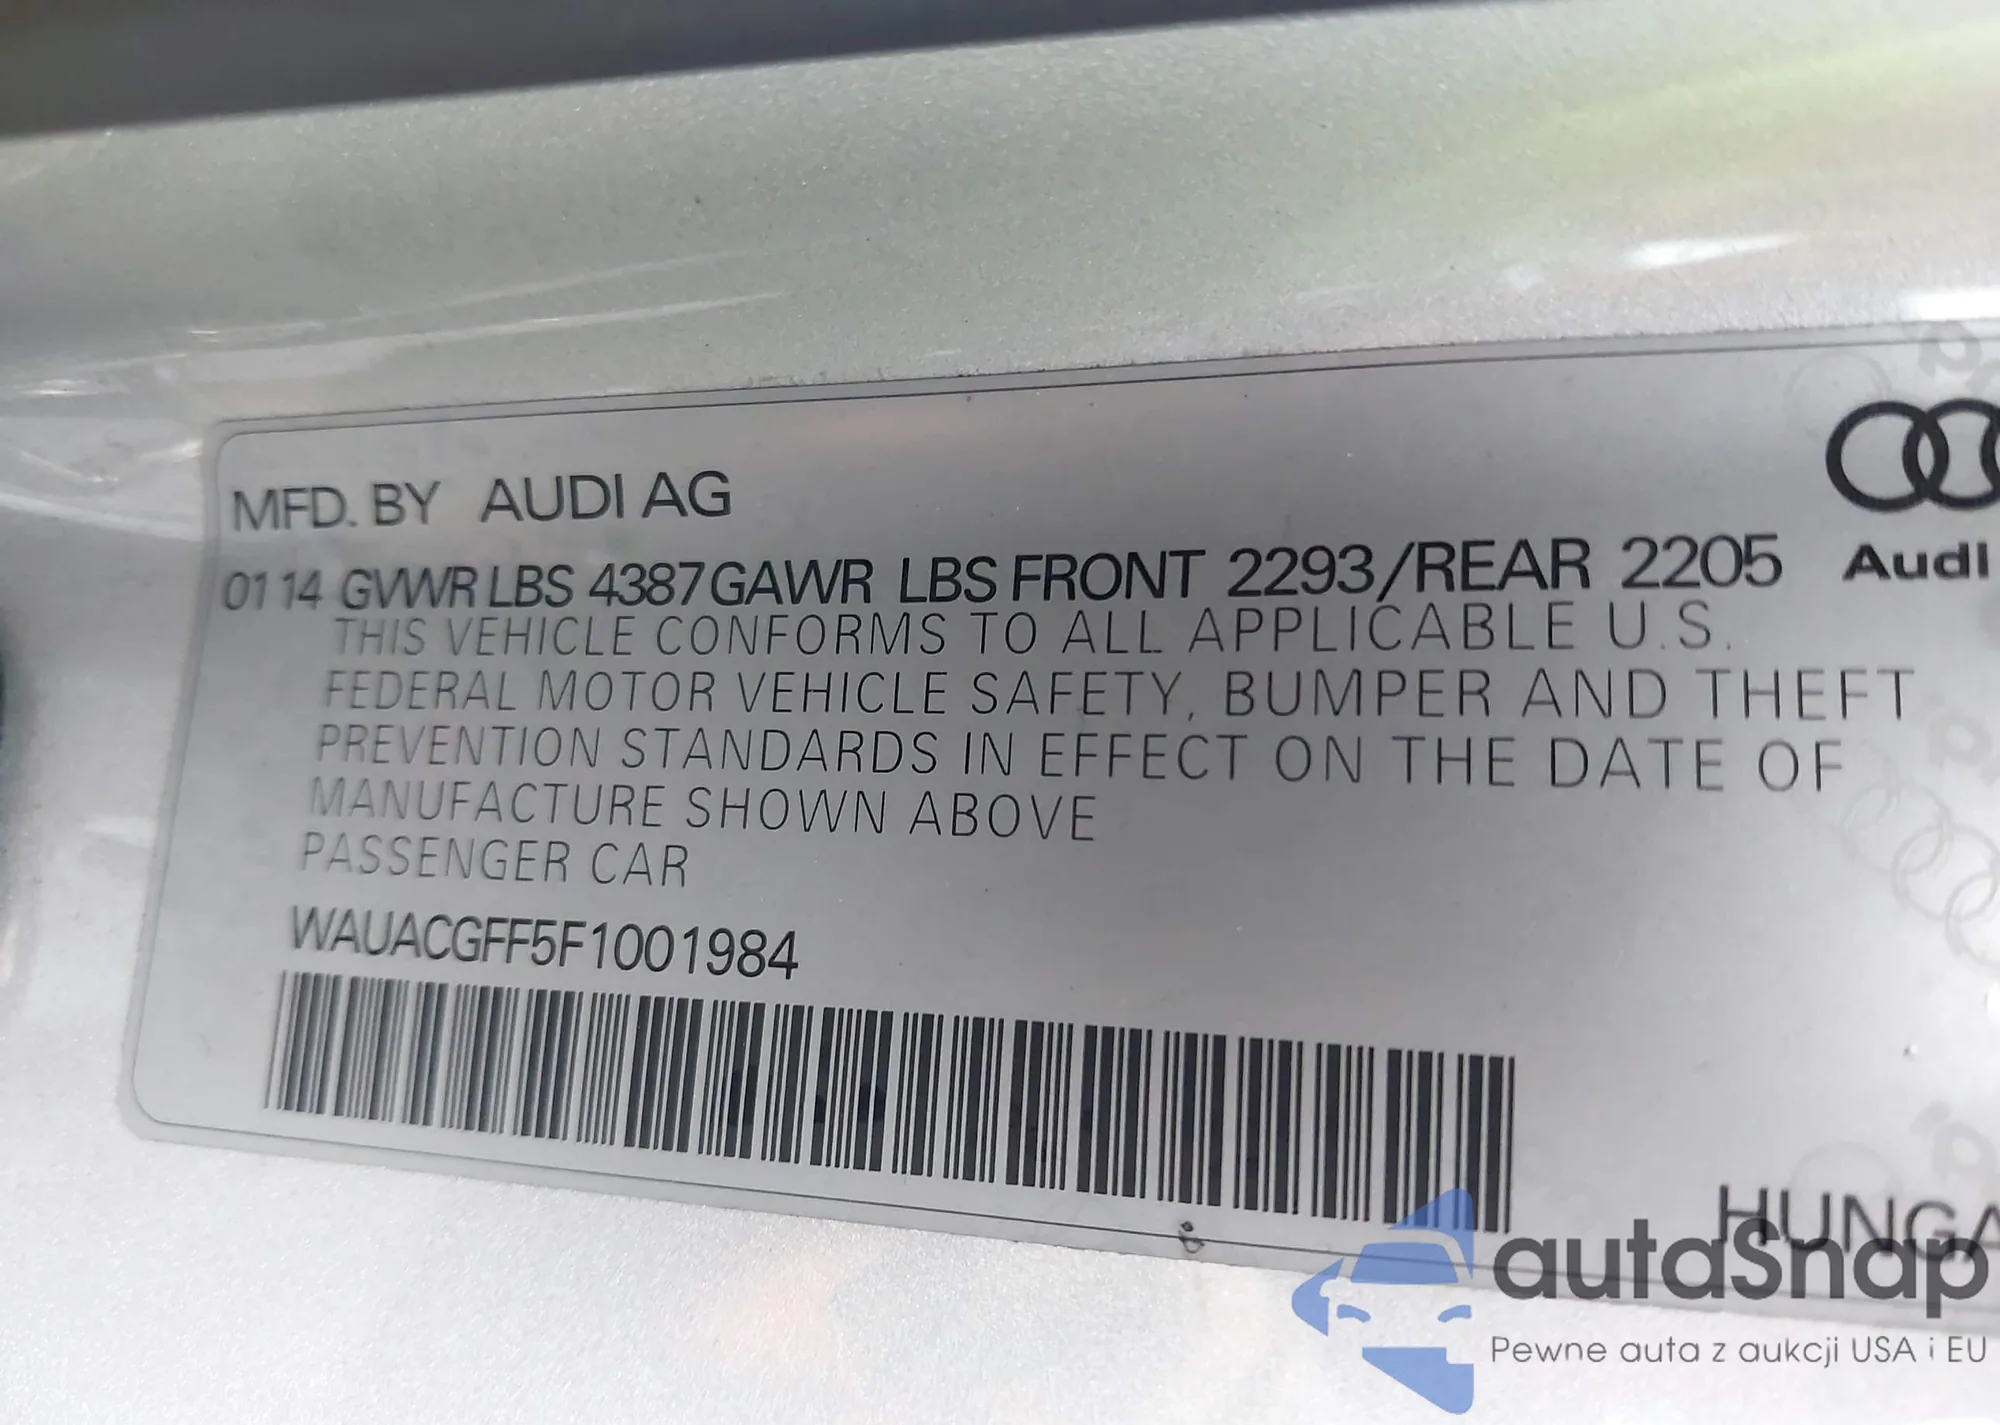 MFD. BY AUDI AG
01 14 GVWR LBS 4387 GAWR LBS FRONT 2293/REAR 2205
Audi
THIS VEHICLE CONFORMS TO ALL APPLICABLE U.S.
FEDERAL MOTOR VEHICLE SAFETY, BUMPER AND THEFT
PREVENTION STANDARDS IN EFFECT ON THE DATE OF
MANUFACTURE SHOWN ABOVE
PASSENGER CAR
WAUACGFF5F1001984
HUNGA
autaSnap
Pewne auta z aukcji USA i EU